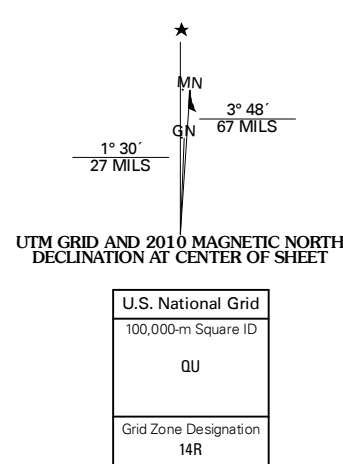 ★
MN
3° 48´
67 MILS
GN
1° 30´
27 MILS
UTM GRID AND 2010 MAGNETIC NORTH
DECLINATION AT CENTER OF SHEET
U.S. National Grid
100,000-m Square ID
QU
Grid Zone Designation
14R